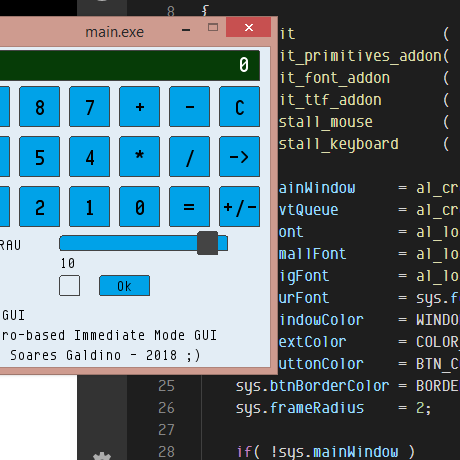 main.exe
0
8 7 + - C
5 4 * / ->
2 1 0 = +/-
RAU
10
Ok
GUI
ro-based Immediate Mode GUI
Soares Galdino - 2018 ;)
8 {
it (
it_primitives_addon(
it_font_addon (
it_ttf_addon (
stall_mouse (
stall_keyboard (
ainWindow = al_cr
vtQueue = al_cr
ont = al_lo
mallFont = al_lo
igFont = al_lo
urFont = sys.f
indowColor = WINDO
extColor = COLOR_
uttonColor = BTN_C
25 sys.btnBorderColor = BORDE
26 sys.frameRadius = 2;
27
28 if( !sys.mainWindow )